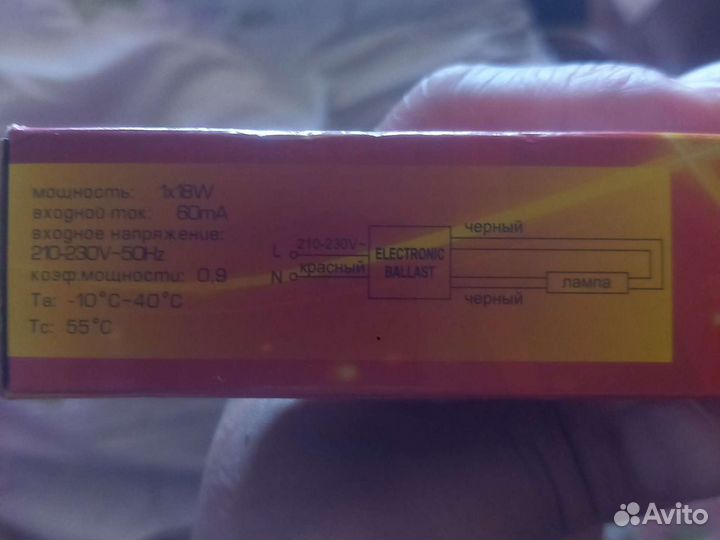 мощность: 1x18W
входной ток: 60mA
входное напряжение:
210-230V~50Hz
коэф.мощности: 0,9
Ta: -10°C~40°C
Tc: 55°C
L 210-230V~
N красный
ELECTRONIC
BALLAST
черный
лампа
черный
Avito